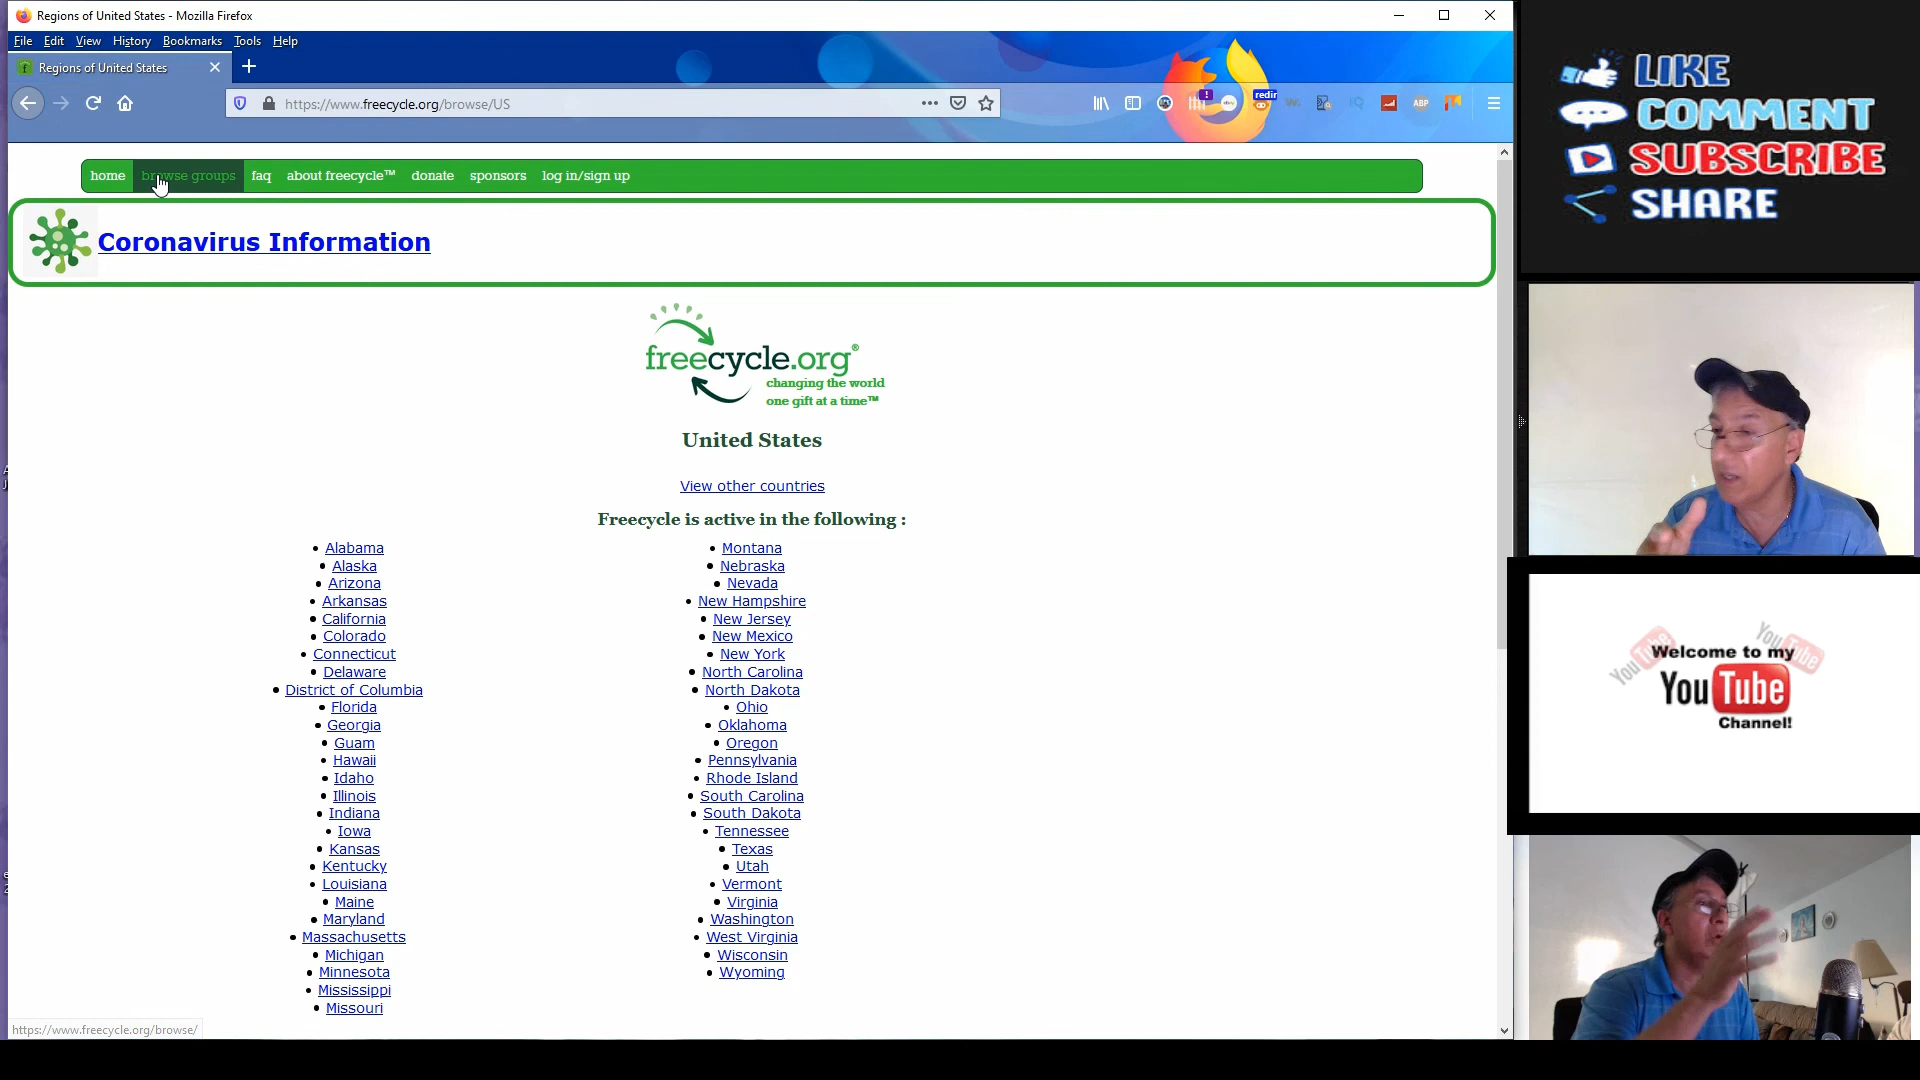 Regions of United States - Mozilla Firefox
File Edit View History Bookmarks Tools Help
Regions of United States
https://www.freecycle.org/browse/US
redir
ABP
home browse groups faq about freecycle™ donate sponsors log in/sign up
Coronavirus Information
freecycle.org®
changing the world
one gift at a time™
United States
View other countries
Freecycle is active in the following :
Alabama
Alaska
Arizona
Arkansas
California
Colorado
Connecticut
Delaware
District of Columbia
Florida
Georgia
Guam
Hawaii
Idaho
Illinois
Indiana
Iowa
Kansas
Kentucky
Louisiana
Maine
Maryland
Massachusetts
Michigan
Minnesota
Mississippi
Missouri
Montana
Nebraska
Nevada
New Hampshire
New Jersey
New Mexico
New York
North Carolina
North Dakota
Ohio
Oklahoma
Oregon
Pennsylvania
Rhode Island
South Carolina
South Dakota
Tennessee
Texas
Utah
Vermont
Virginia
Washington
West Virginia
Wisconsin
Wyoming
https://www.freecycle.org/browse/
LIKE
COMMENT
SUBSCRIBE
SHARE
YouTube
YouTube
Welcome to my
YouTube
Channel!